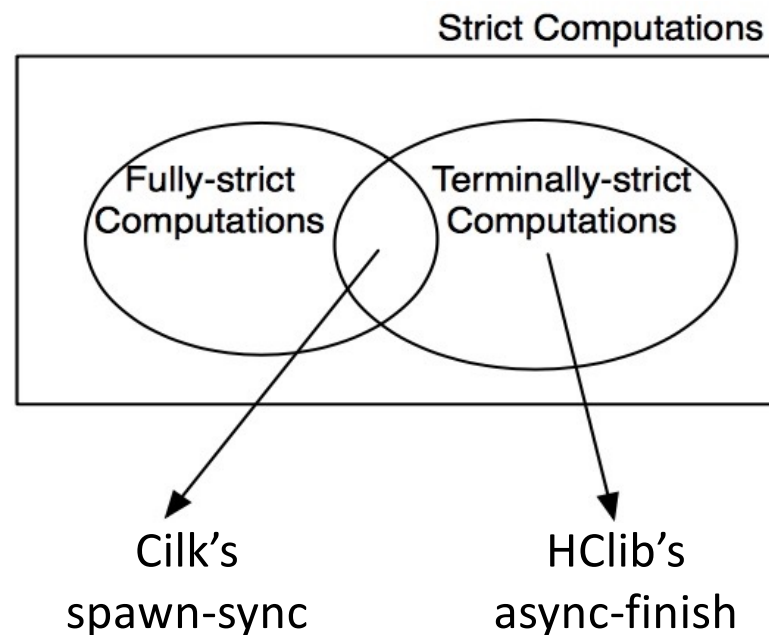 Strict Computations
Fully-strict
Computations
Terminally-strict
Computations
Cilk’s
spawn-sync
HClib’s
async-finish